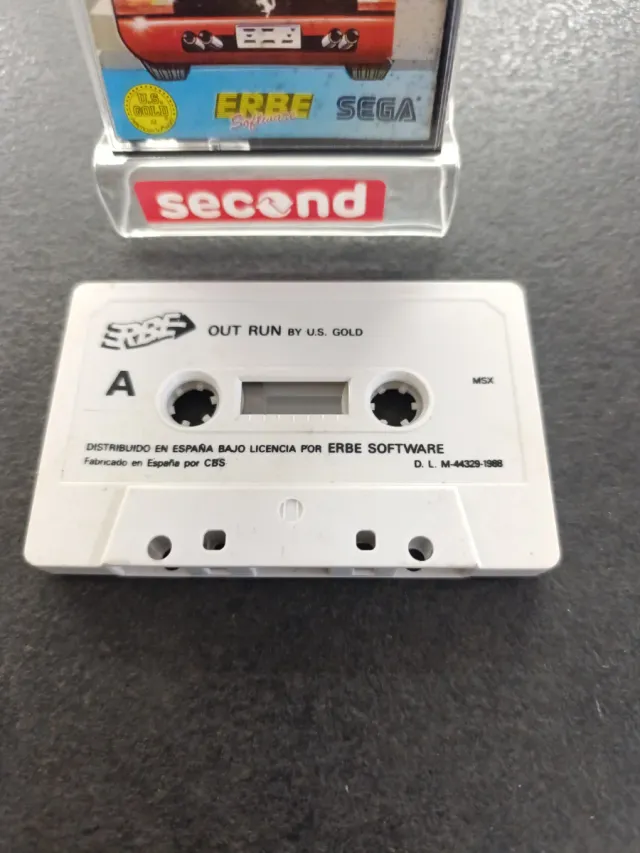 U.S.
GOLD
ERBE
Software
SEGA
second
ERBE
OUT RUN BY U.S. GOLD
A
MSX
DISTRIBUIDO EN ESPAÑA BAJO LICENCIA POR ERBE SOFTWARE
Fabricado en España por CBS
D. L. M-44329-1988